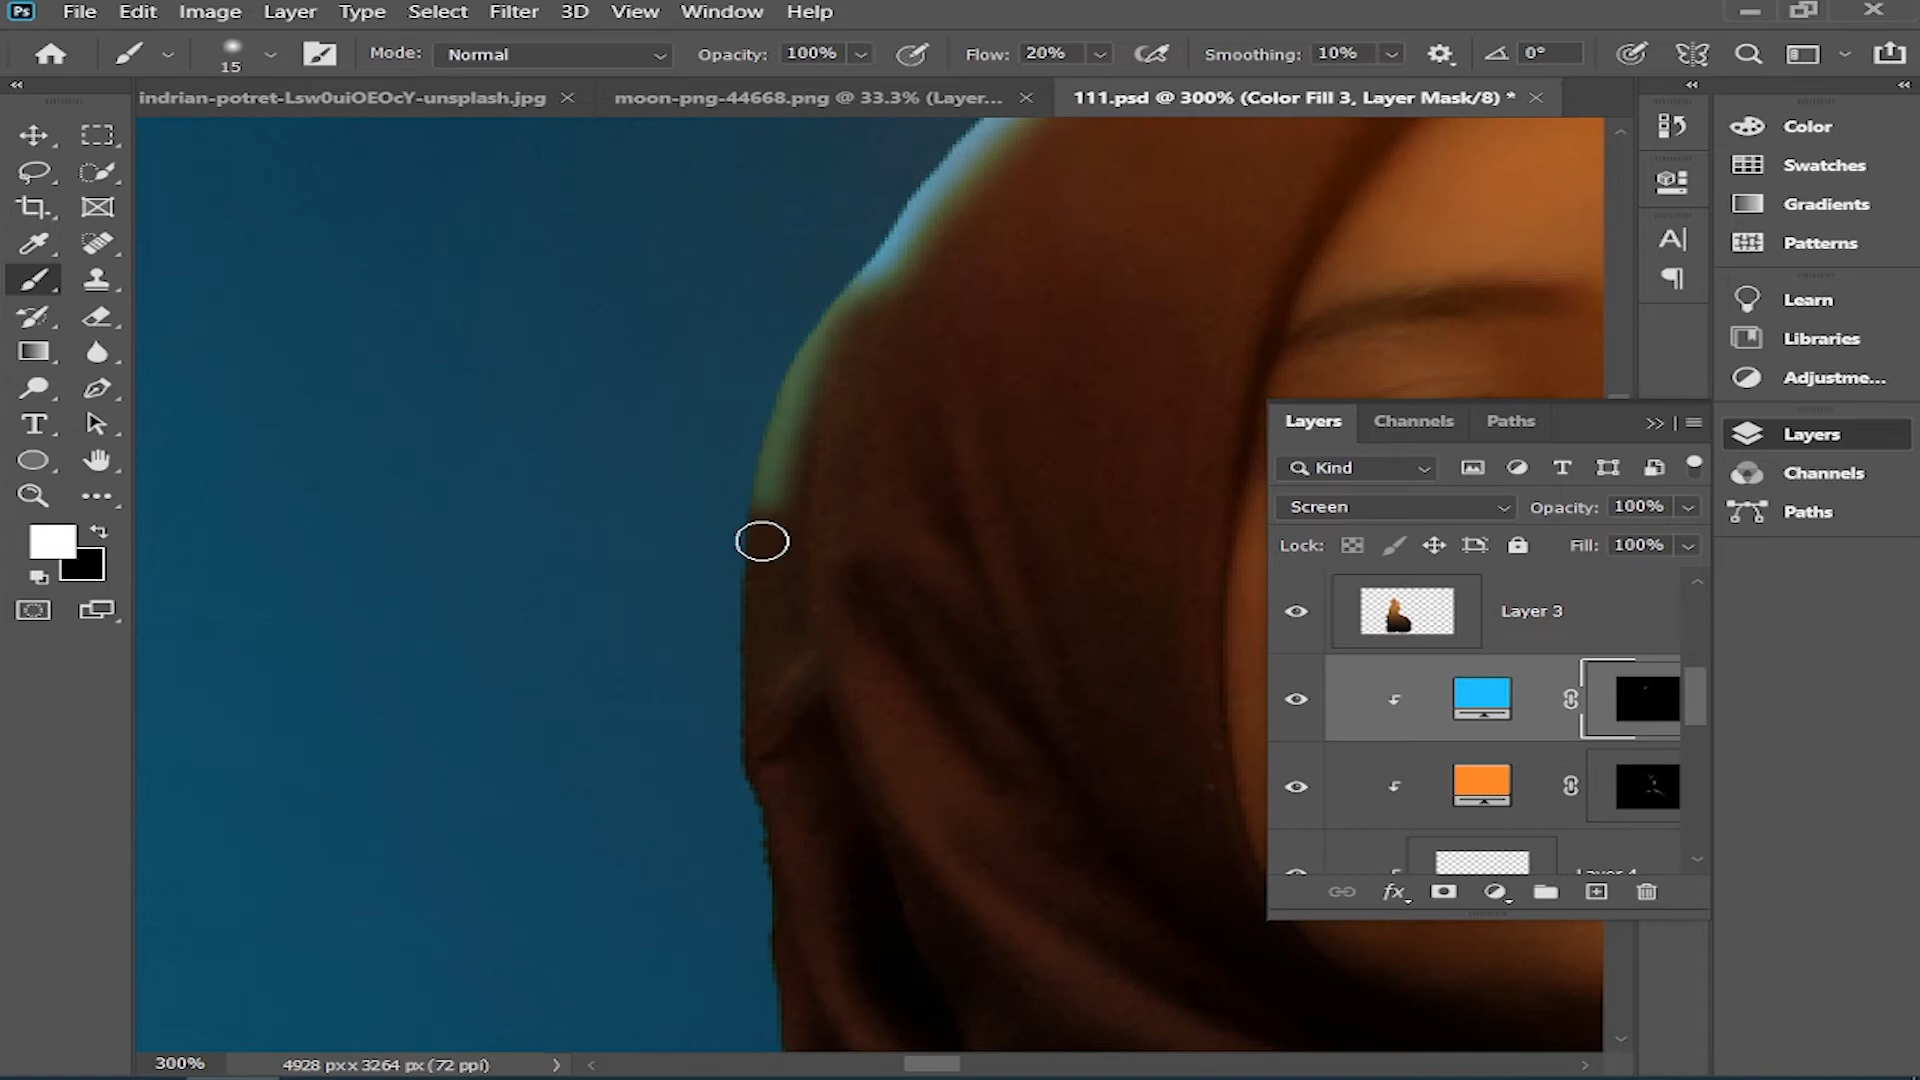 Ps File Edit Image Layer Type Select Filter 3D View Window Help
15 Mode: Normal Opacity: 100% Flow: 20% Smoothing: 10% 0°
indrian-potret-Lsw0uiOEOcY-unsplash.jpg moon-png-44668.png @ 33.3% (Layer... 111.psd @ 300% (Color Fill 3, Layer Mask/8) *
Color
Swatches
Gradients
Patterns
Learn
Libraries
Adjustme...
Layers
Channels
Paths
Layers Channels Paths
Kind
Screen Opacity: 100%
Lock: Fill: 100%
Layer 3
300% 4928 px x 3264 px (72 ppi)